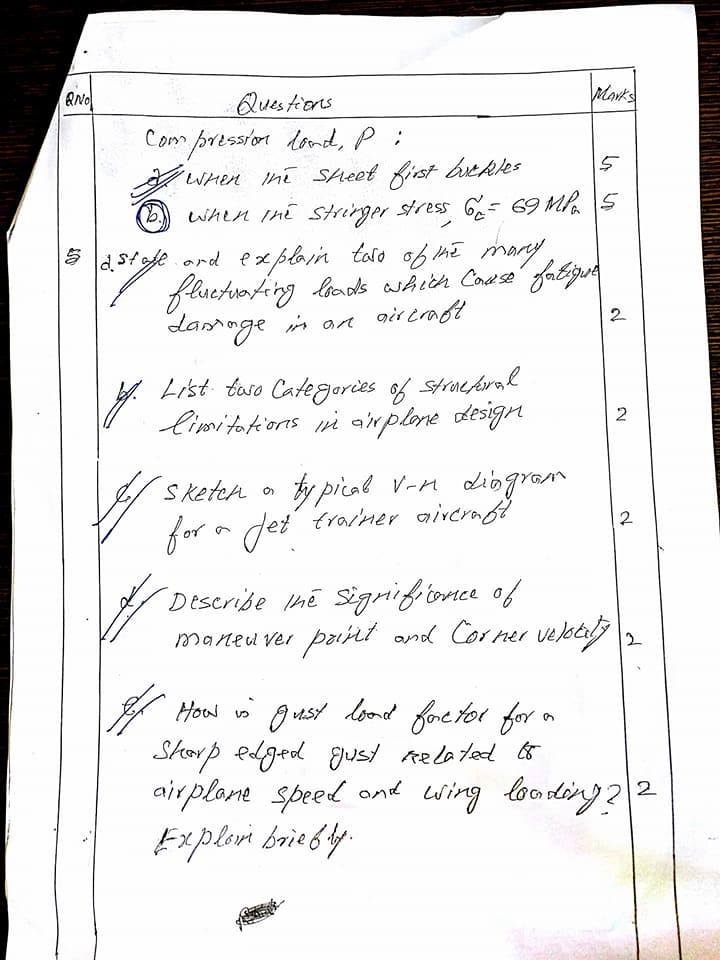 QNo Questions Marks
Compression load, P :
a. when the sheet first buckles 5
b. when the stringer stress, σc = 69 MPa 5
5 a. State and explain two of the many
fluctuating loads which cause fatigue
damage in an aircraft 2
b. List two Categories of structural
limitations in airplane design 2
c. Sketch a typical V-n diagram
for a Jet trainer aircraft 2
d. Describe the significance of
maneuver point and Corner velocity 2
e. How is gust load factor for a
Sharp edged gust related to
airplane speed and wing loading? 2
Explain briefly.